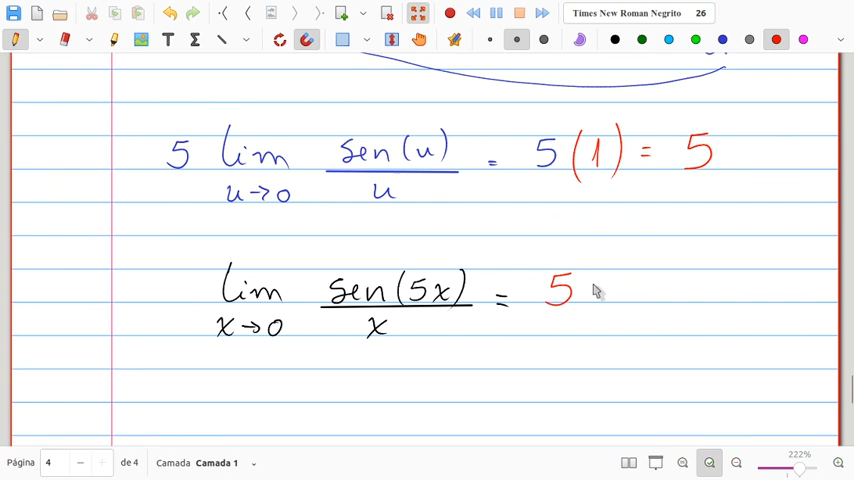 Times New Roman Negrito 26
5 lim sen(u) = 5 (1) = 5
u→0 u
lim sen(5x) = 5
x→0 x
Página 4 de 4 Camada Camada 1 222%